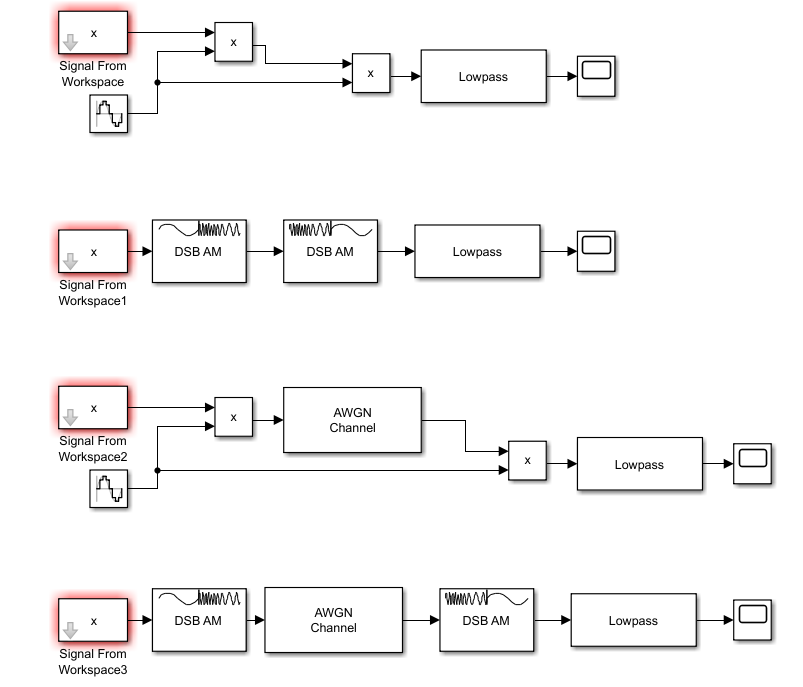 x
x
x
Lowpass
Signal From
Workspace
x
DSB AM
DSB AM
Lowpass
Signal From
Workspace1
x
x
AWGN
Channel
x
Lowpass
Signal From
Workspace2
x
DSB AM
AWGN
Channel
DSB AM
Lowpass
Signal From
Workspace3